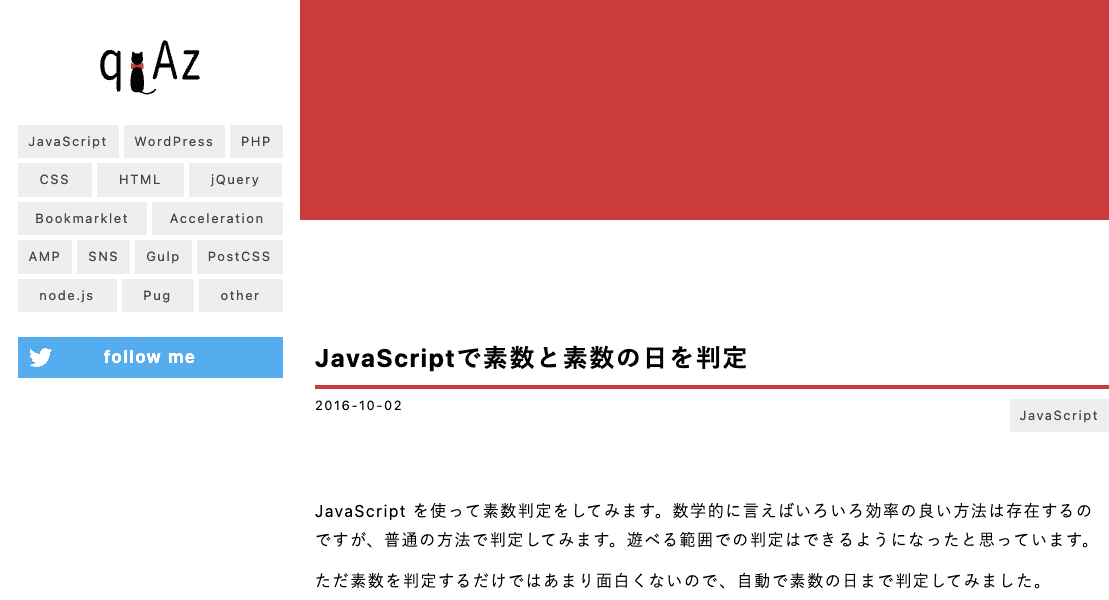 qiAz
JavaScript WordPress PHP
CSS HTML jQuery
Bookmarklet Acceleration
AMP SNS Gulp PostCSS
node.js Pug other
follow me
JavaScriptで素数と素数の日を判定
2016-10-02
JavaScript
JavaScript を使って素数判定をしてみます。数学的に言えばいろいろ効率の良い方法は存在するの
ですが、普通の方法で判定してみます。遊べる範囲での判定はできるようになったと思っています。
ただ素数を判定するだけではあまり面白くないので、自動で素数の日まで判定してみました。